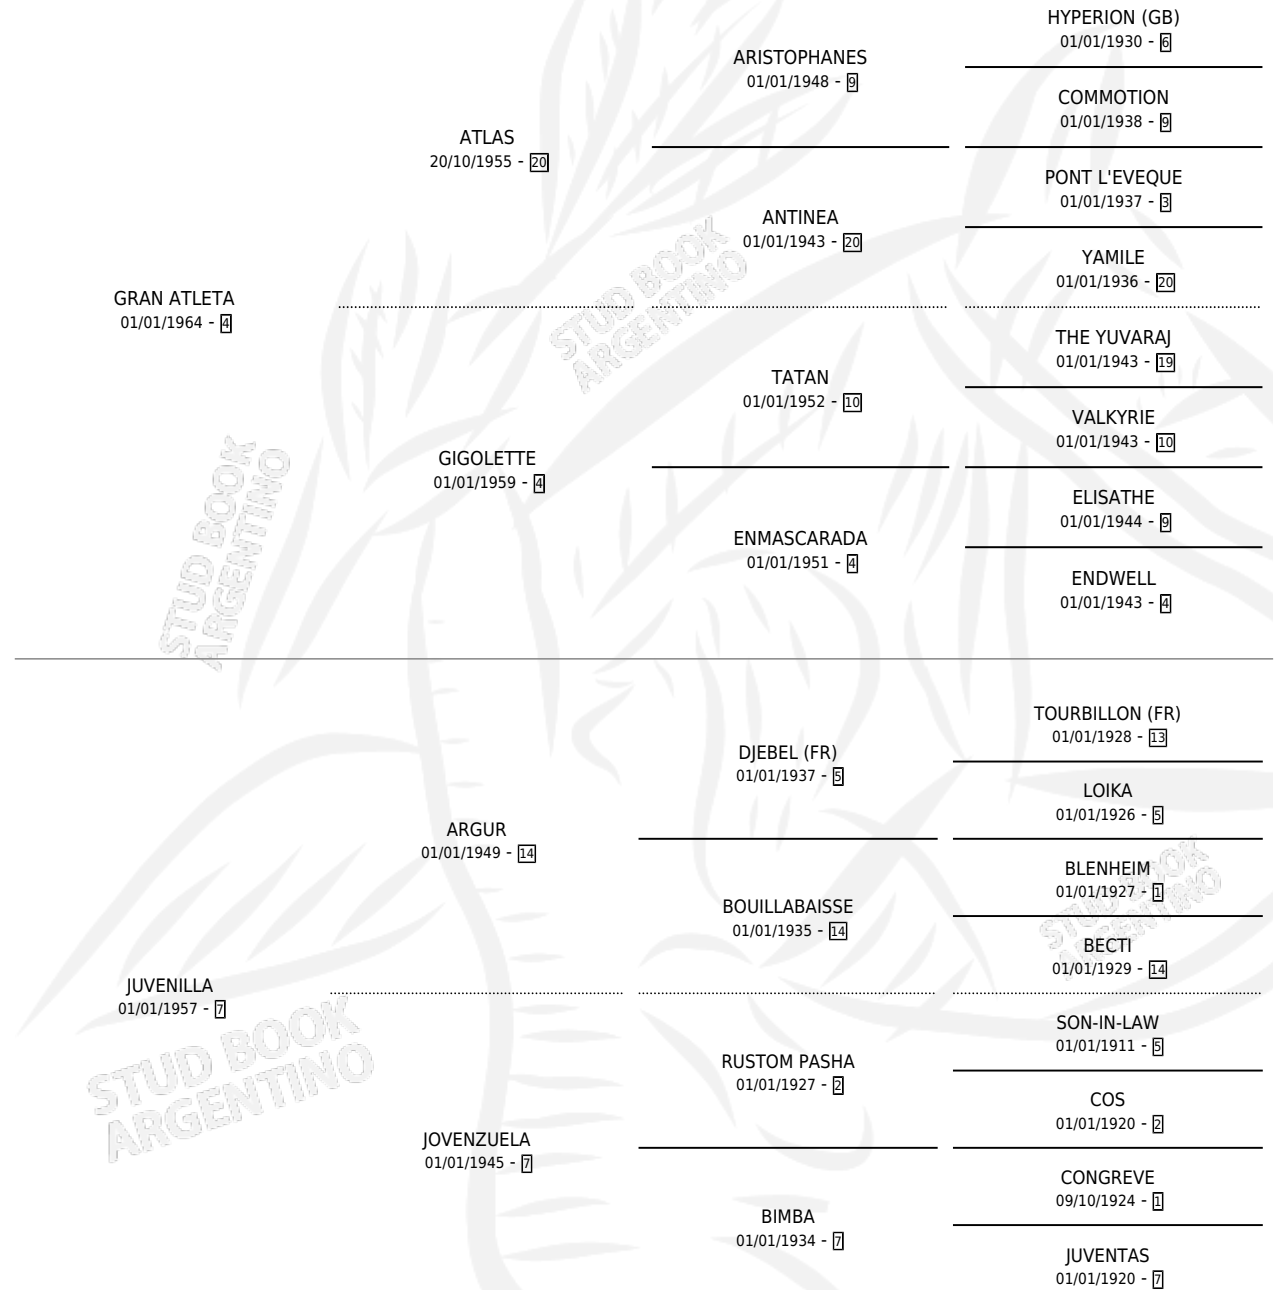 HYPERION (GB)
01/01/1930 - 6
ARISTOPHANES
01/01/1948 - 9
COMMOTION
01/01/1938 - 9
ATLAS
20/10/1955 - 20
PONT L'EVEQUE
01/01/1937 - 3
ANTINEA
01/01/1943 - 20
YAMILE
01/01/1936 - 20
GRAN ATLETA
01/01/1964 - 4
STUD BOOK
ARGENTINO
THE YUVARAJ
01/01/1943 - 19
TATAN
01/01/1952 - 10
VALKYRIE
01/01/1943 - 10
GIGOLETTE
01/01/1959 - 4
ELISATHE
01/01/1944 - 9
ENMASCARADA
01/01/1951 - 4
ENDWELL
01/01/1943 - 4
STUD BOOK
ARGENTINO
TOURBILLON (FR)
01/01/1928 - 13
DJEBEL (FR)
01/01/1937 - 5
LOIKA
01/01/1926 - 5
ARGUR
01/01/1949 - 14
BLENHEIM
01/01/1927 - 1
BOUILLABAISSE
01/01/1935 - 14
BECTI
01/01/1929 - 14
STUD BOOK
ARGENTINO
JUVENILLA
01/01/1957 - 7
STUD BOOK
ARGENTINO
SON-IN-LAW
01/01/1911 - 5
RUSTOM PASHA
01/01/1927 - 2
COS
01/01/1920 - 2
JOVENZUELA
01/01/1945 - 7
CONGREVE
09/10/1924 - 1
BIMBA
01/01/1934 - 7
JUVENTAS
01/01/1920 - 7